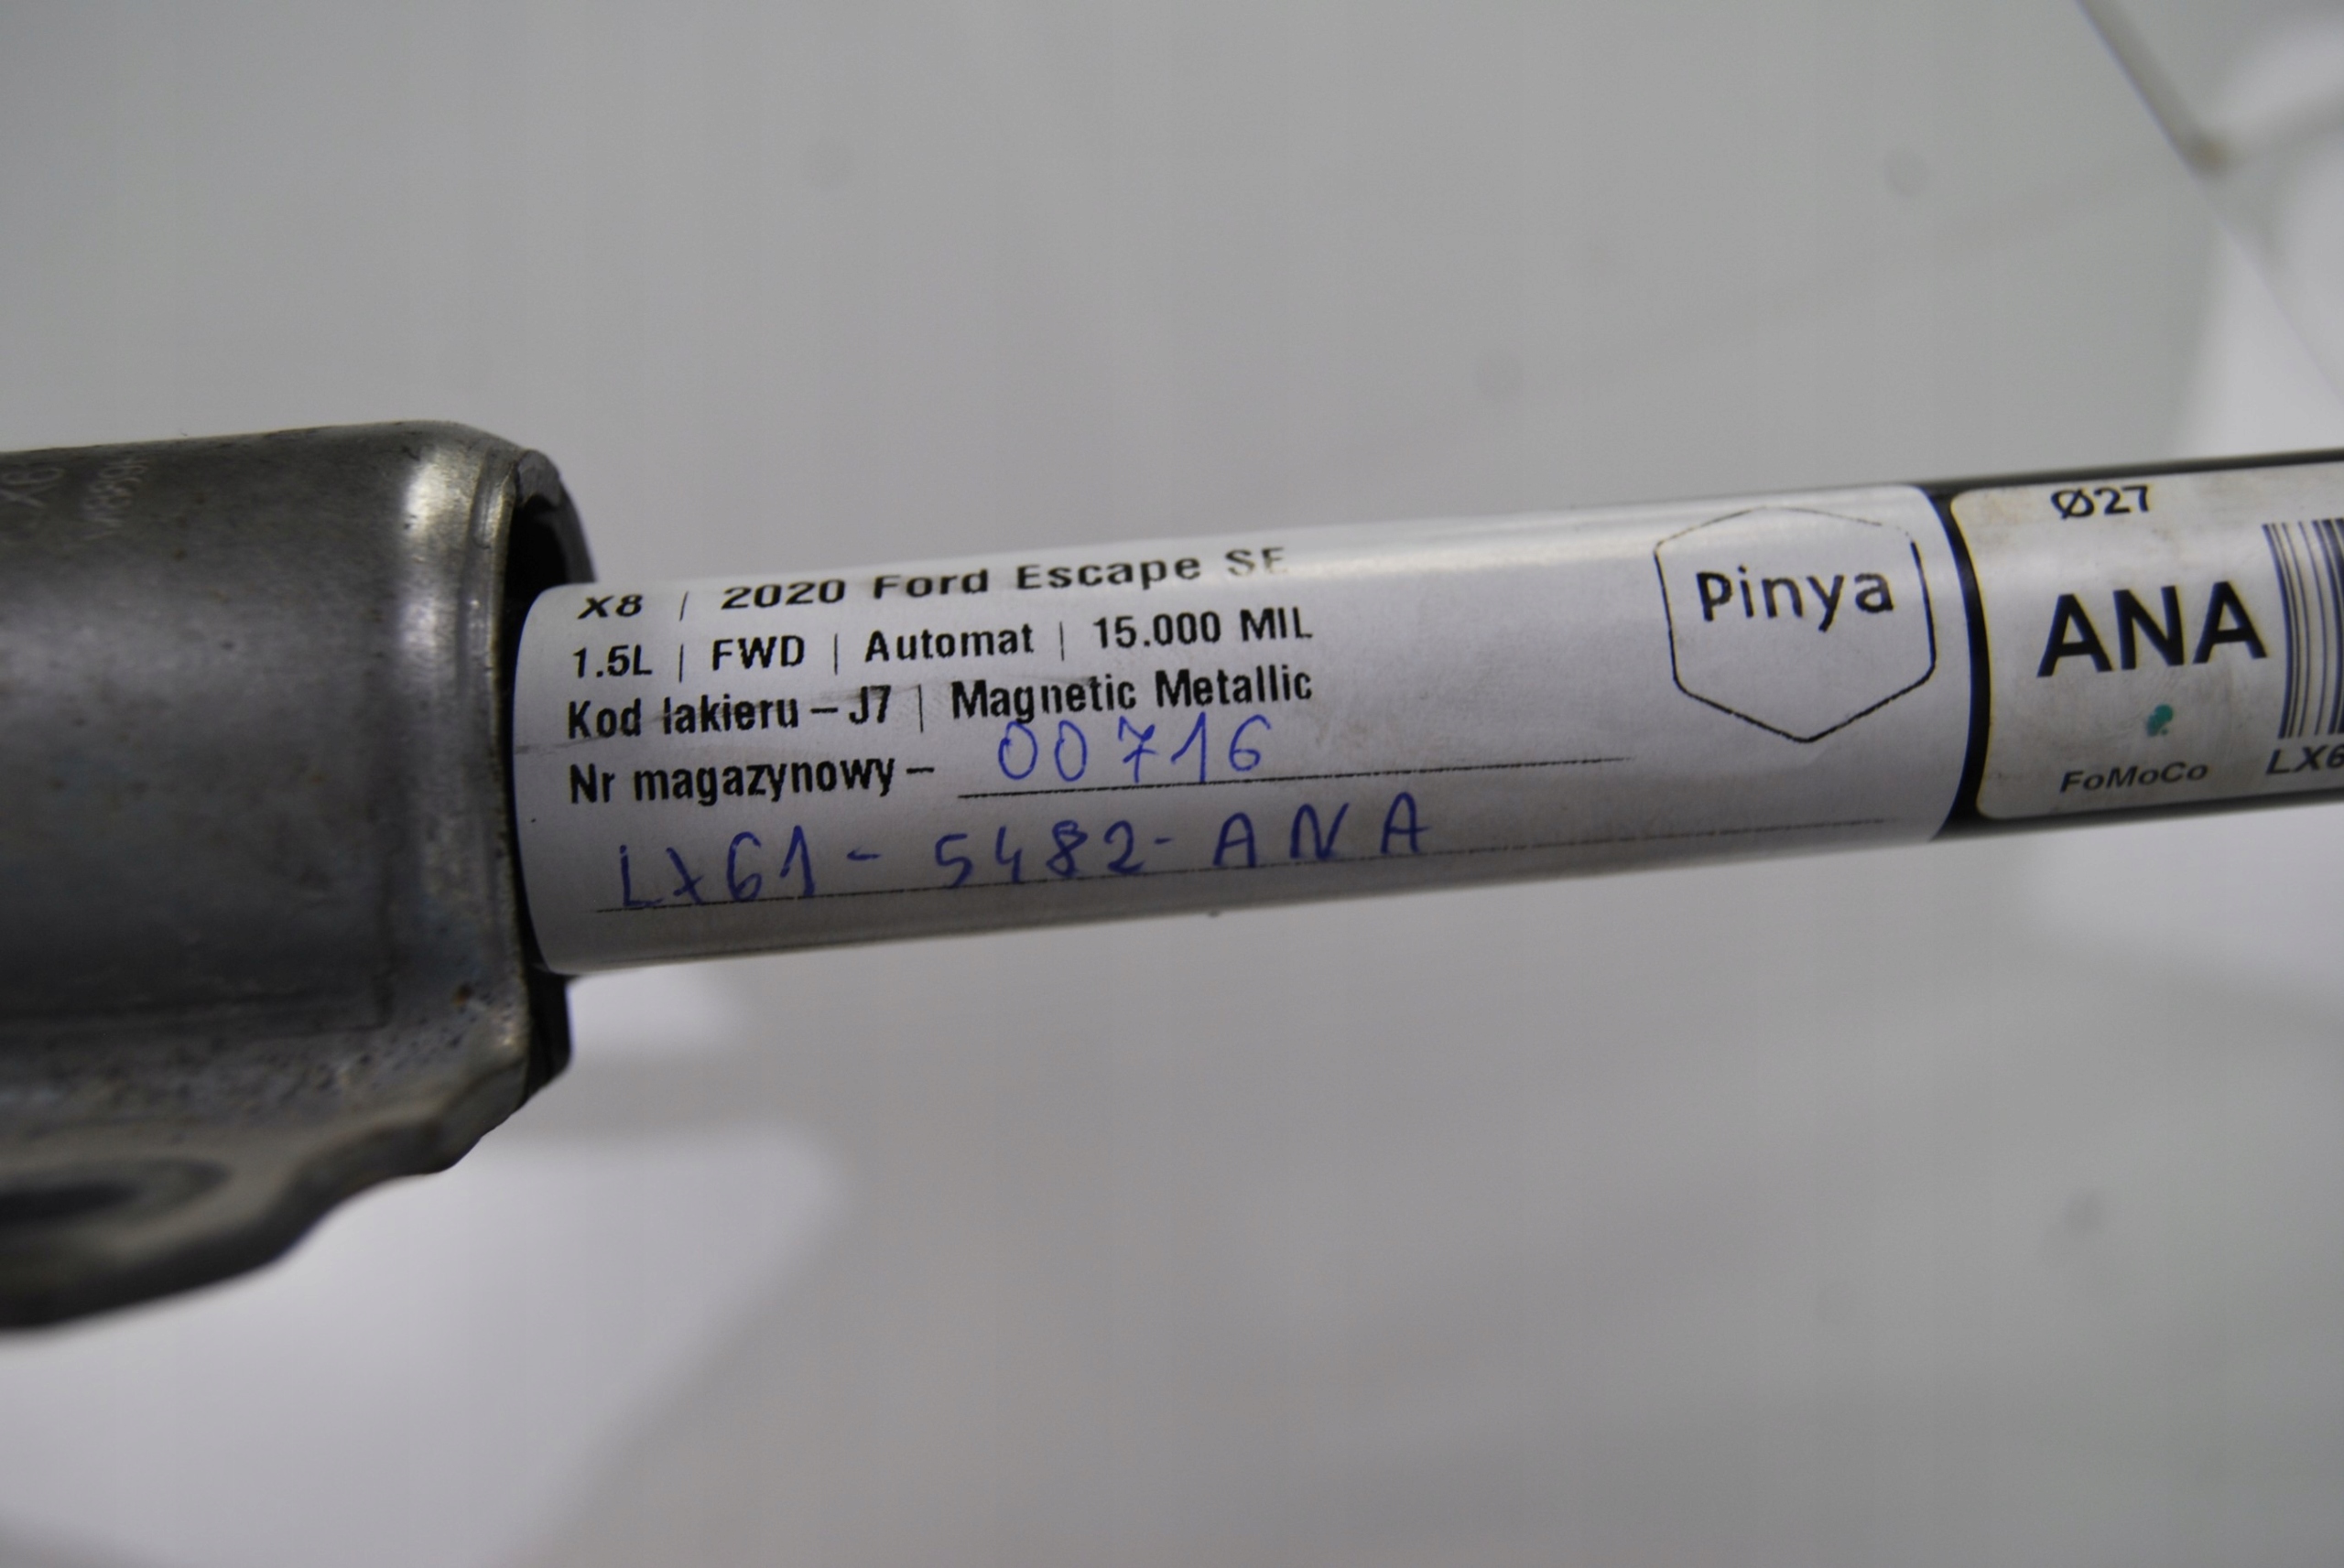 X8 | 2020 Ford Escape SE
1.5L | FWD | Automat | 15.000 MIL
Kod lakieru – J7 | Magnetic Metallic
Nr magazynowy – 00716
LX61 - 5482 - ANA
Pinya
Ø27
ANA
FoMoCo
LX6